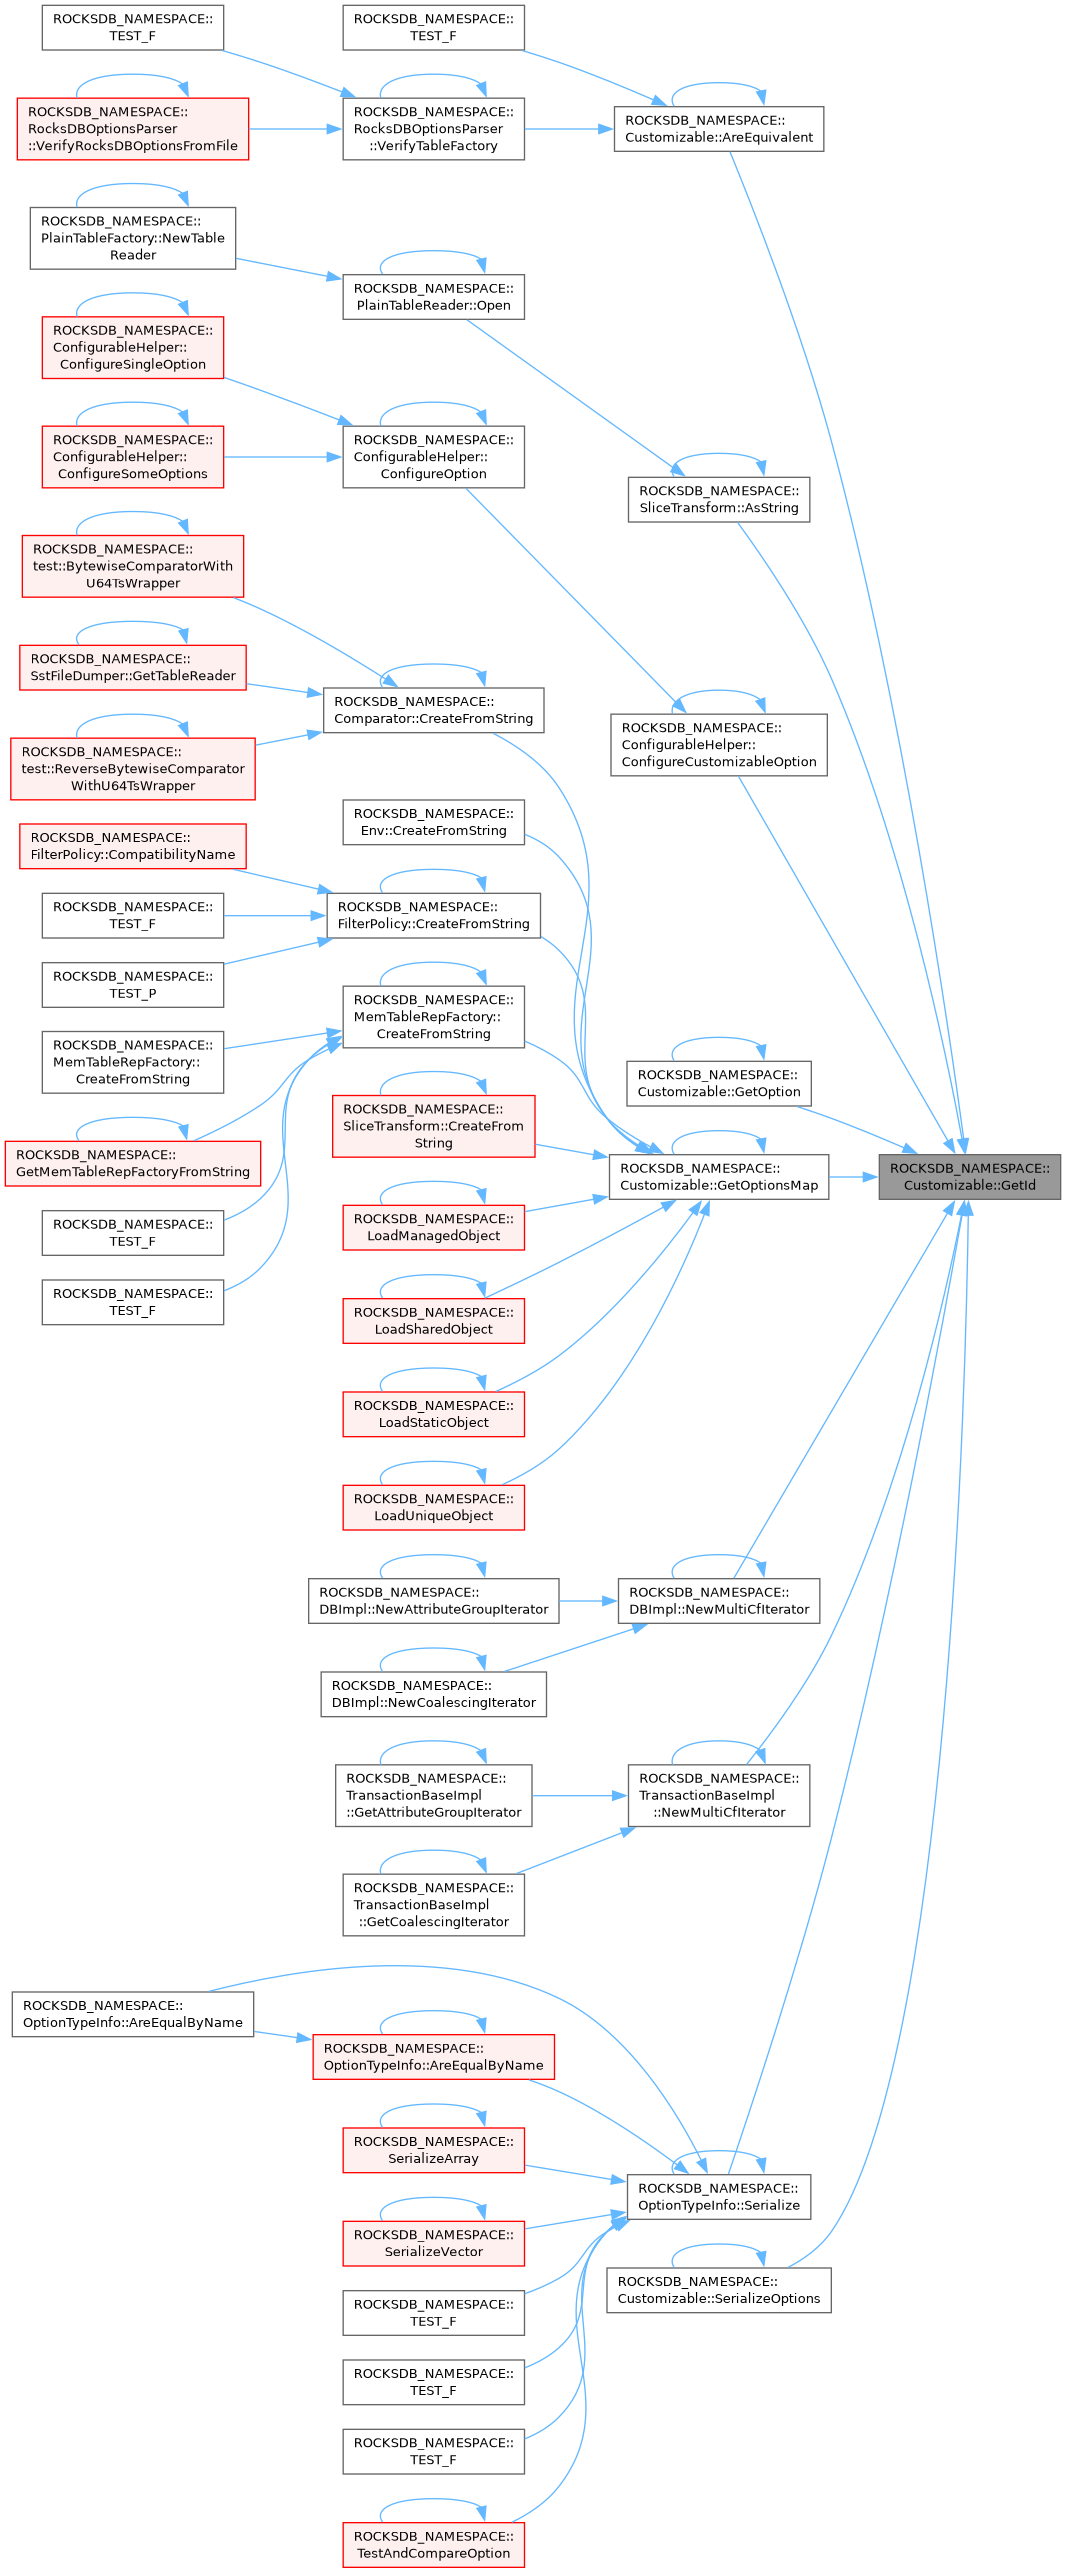 ROCKSDB_NAMESPACE::
TEST_F
ROCKSDB_NAMESPACE::
TEST_F
ROCKSDB_NAMESPACE::
RocksDBOptionsParser
::VerifyRocksDBOptionsFromFile
ROCKSDB_NAMESPACE::
RocksDBOptionsParser
::VerifyTableFactory
ROCKSDB_NAMESPACE::
Customizable::AreEquivalent
ROCKSDB_NAMESPACE::
PlainTableFactory::NewTable
Reader
ROCKSDB_NAMESPACE::
PlainTableReader::Open
ROCKSDB_NAMESPACE::
ConfigurableHelper::
ConfigureSingleOption
ROCKSDB_NAMESPACE::
ConfigurableHelper::
ConfigureSomeOptions
ROCKSDB_NAMESPACE::
ConfigurableHelper::
ConfigureOption
ROCKSDB_NAMESPACE::
SliceTransform::AsString
ROCKSDB_NAMESPACE::
test::BytewiseComparatorWith
U64TsWrapper
ROCKSDB_NAMESPACE::
SstFileDumper::GetTableReader
ROCKSDB_NAMESPACE::
Comparator::CreateFromString
ROCKSDB_NAMESPACE::
ConfigurableHelper::
ConfigureCustomizableOption
ROCKSDB_NAMESPACE::
test::ReverseBytewiseComparator
WithU64TsWrapper
ROCKSDB_NAMESPACE::
Env::CreateFromString
ROCKSDB_NAMESPACE::
FilterPolicy::CompatibilityName
ROCKSDB_NAMESPACE::
TEST_F
ROCKSDB_NAMESPACE::
FilterPolicy::CreateFromString
ROCKSDB_NAMESPACE::
TEST_P
ROCKSDB_NAMESPACE::
MemTableRepFactory::
CreateFromString
ROCKSDB_NAMESPACE::
MemTableRepFactory::
CreateFromString
ROCKSDB_NAMESPACE::
Customizable::GetOption
ROCKSDB_NAMESPACE::
SliceTransform::CreateFrom
String
ROCKSDB_NAMESPACE::
GetMemTableRepFactoryFromString
ROCKSDB_NAMESPACE::
Customizable::GetOptionsMap
ROCKSDB_NAMESPACE::
Customizable::GetId
ROCKSDB_NAMESPACE::
TEST_F
ROCKSDB_NAMESPACE::
LoadManagedObject
ROCKSDB_NAMESPACE::
TEST_F
ROCKSDB_NAMESPACE::
LoadSharedObject
ROCKSDB_NAMESPACE::
LoadStaticObject
ROCKSDB_NAMESPACE::
LoadUniqueObject
ROCKSDB_NAMESPACE::
DBImpl::NewAttributeGroupIterator
ROCKSDB_NAMESPACE::
DBImpl::NewMultiCfIterator
ROCKSDB_NAMESPACE::
DBImpl::NewCoalescingIterator
ROCKSDB_NAMESPACE::
TransactionBaseImpl
::GetAttributeGroupIterator
ROCKSDB_NAMESPACE::
TransactionBaseImpl
::NewMultiCfIterator
ROCKSDB_NAMESPACE::
TransactionBaseImpl
::GetCoalescingIterator
ROCKSDB_NAMESPACE::
OptionTypeInfo::AreEqualByName
ROCKSDB_NAMESPACE::
OptionTypeInfo::AreEqualByName
ROCKSDB_NAMESPACE::
SerializeArray
ROCKSDB_NAMESPACE::
OptionTypeInfo::Serialize
ROCKSDB_NAMESPACE::
SerializeVector
ROCKSDB_NAMESPACE::
Customizable::SerializeOptions
ROCKSDB_NAMESPACE::
TEST_F
ROCKSDB_NAMESPACE::
TEST_F
ROCKSDB_NAMESPACE::
TEST_F
ROCKSDB_NAMESPACE::
TestAndCompareOption